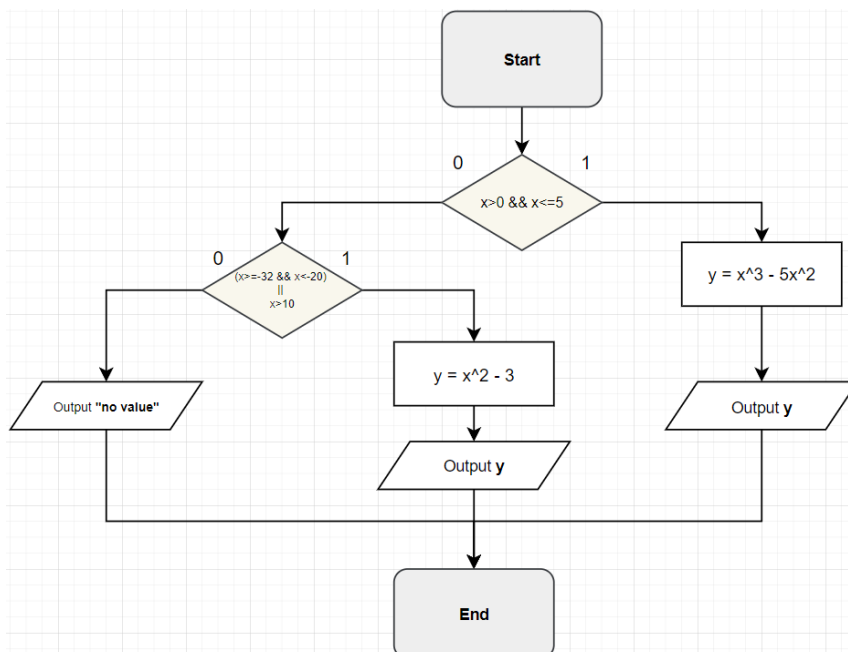 Start
0
1
x>0 && x<=5
0
1
(x>=-32 && x<-20)
||
x>10
y = x^3 - 5x^2
y = x^2 - 3
Output "no value"
Output y
Output y
End